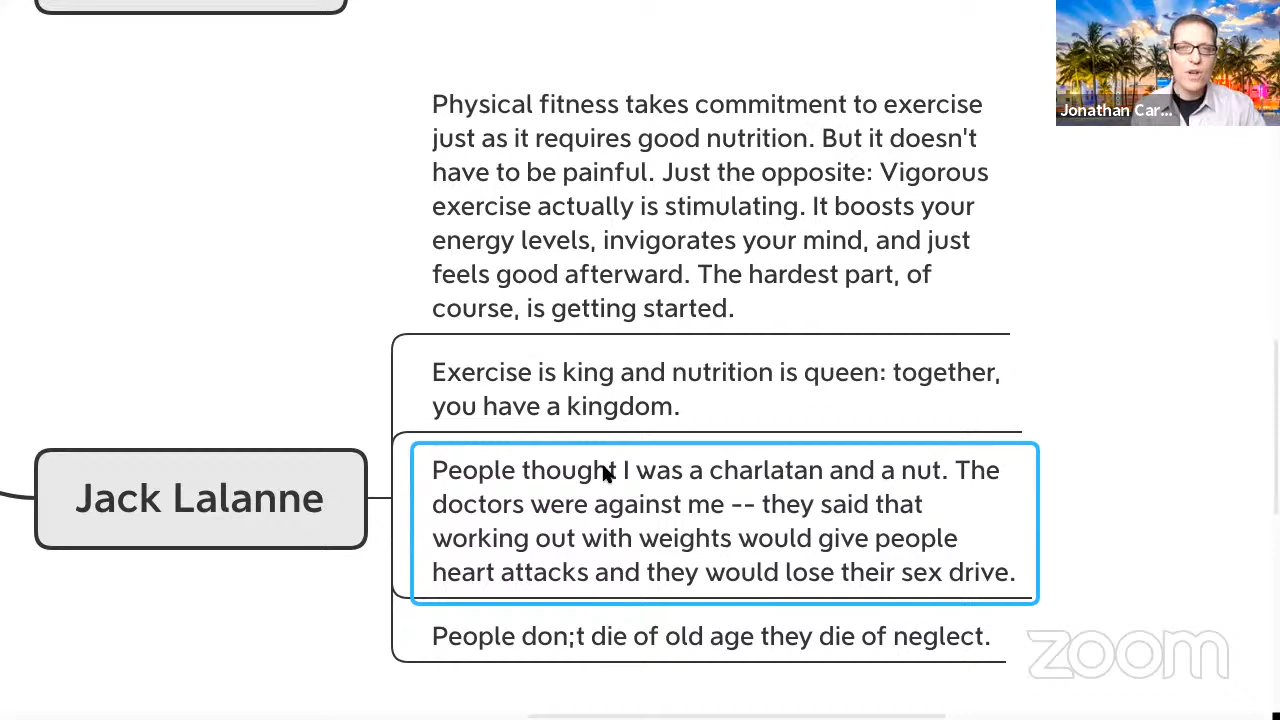 Jonathan Car...
Physical fitness takes commitment to exercise
just as it requires good nutrition. But it doesn't
have to be painful. Just the opposite: Vigorous
exercise actually is stimulating. It boosts your
energy levels, invigorates your mind, and just
feels good afterward. The hardest part, of
course, is getting started.
Exercise is king and nutrition is queen: together,
you have a kingdom.
Jack Lalanne
People thought I was a charlatan and a nut. The
doctors were against me -- they said that
working out with weights would give people
heart attacks and they would lose their sex drive.
People don;t die of old age they die of neglect.
zoom